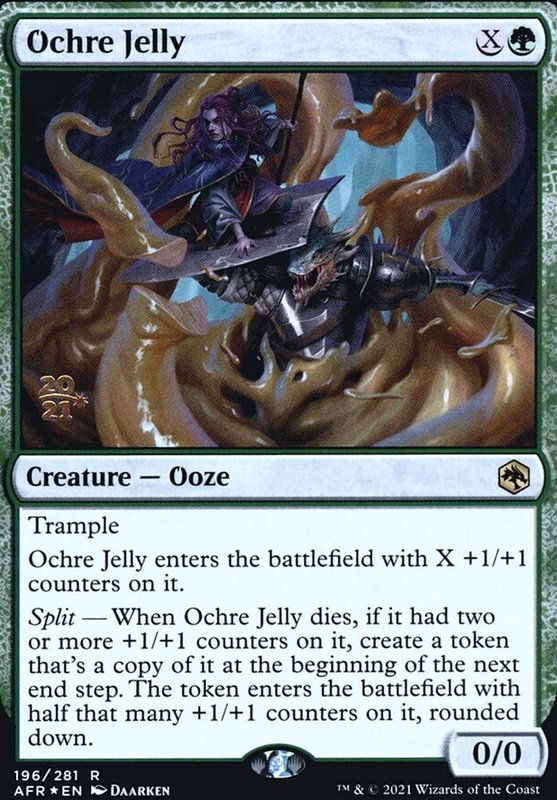 Ochre Jelly X
20
21
Creature — Ooze
Trample
Ochre Jelly enters the battlefield with X +1/+1
counters on it.
Split — When Ochre Jelly dies, if it had two
or more +1/+1 counters on it, create a token
that's a copy of it at the beginning of the next
end step. The token enters the battlefield with
half that many +1/+1 counters on it, rounded
down.
0/0
196/281 R
AFR ★ EN DAARKEN
™ & © 2021 Wizards of the Coast